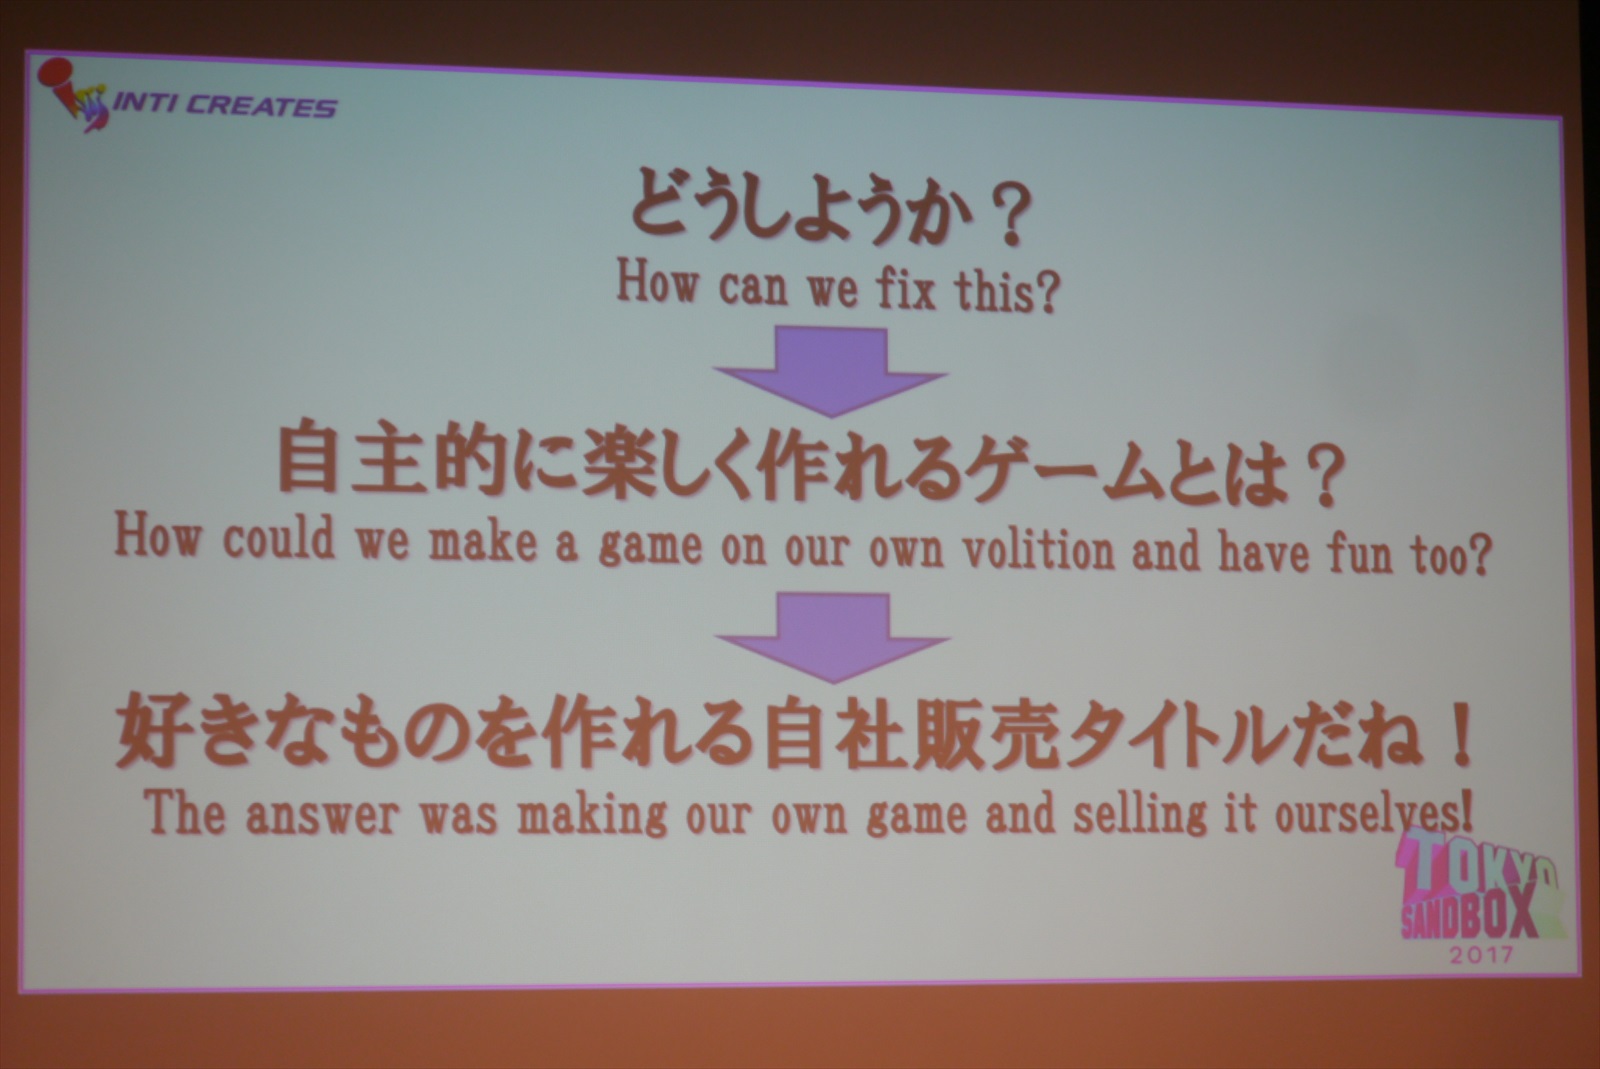 INTI CREATES
どうしようか？
How can we fix this?
自主的に楽しく作れるゲームとは？
How could we make a game on our own volition and have fun too?
好きなものを作れる自社販売タイトルだね！
The answer was making our own game and selling it ourselves!
TOKYO
SANDBOX
2017